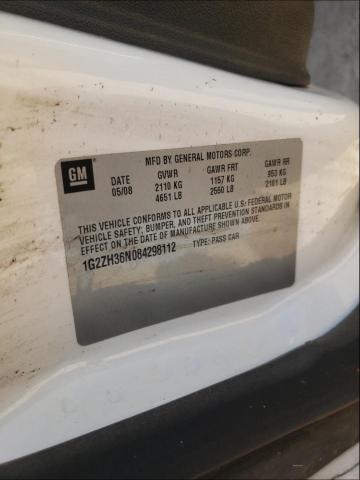 GM
MFD BY GENERAL MOTORS CORP.
DATE GVWR GAWR FRT GAWR RR
05/08 2110 KG 1157 KG 953 KG
4651 LB 2550 LB 2101 LB
THIS VEHICLE CONFORMS TO ALL APPLICABLE U.S. FEDERAL MOTOR
VEHICLE SAFETY, BUMPER, AND THEFT PREVENTION STANDARDS IN
EFFECT ON THE DATE OF MANUFACTURE SHOWN ABOVE.
1G2ZH36N084298112 TYPE: PASS CAR